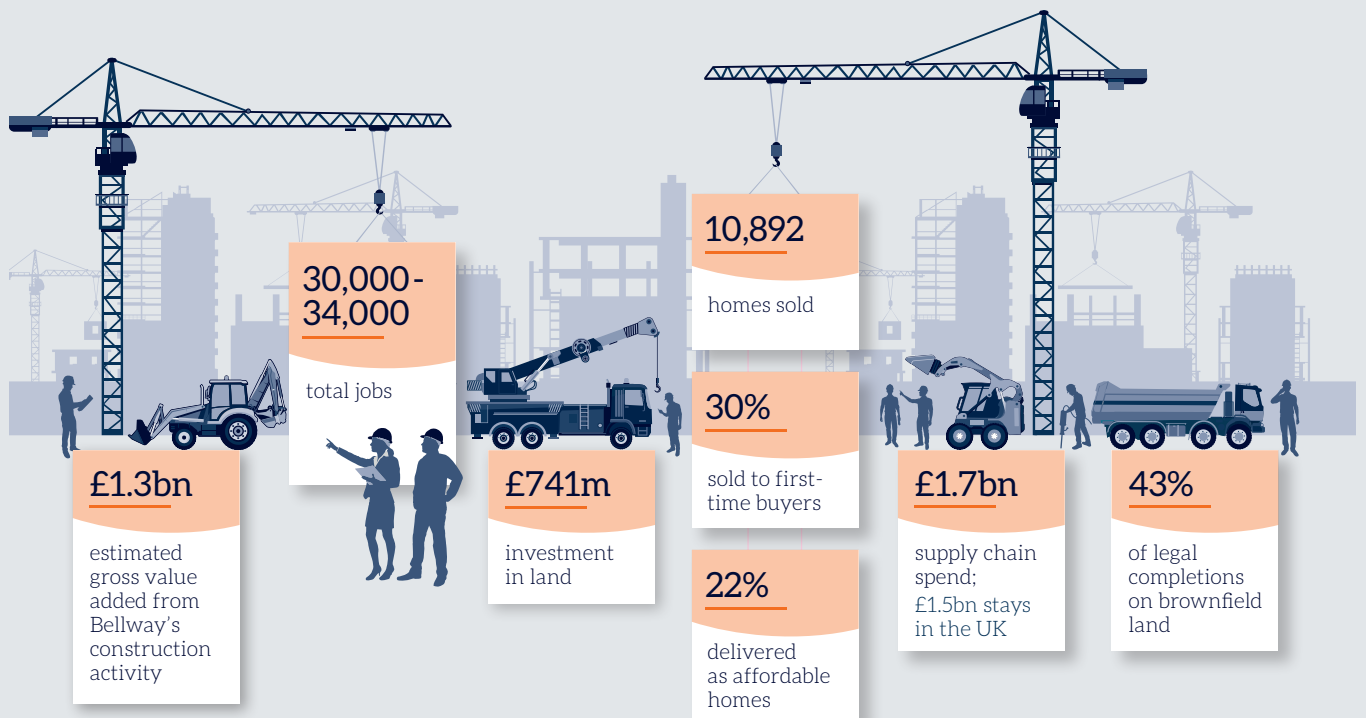 £1.3bn
estimated
gross value
added from
Bellway’s
construction
activity
30,000-
34,000
total jobs
£741m
investment
in land
10,892
homes sold
30%
sold to first-
time buyers
22%
delivered
as affordable
homes
£1.7bn
supply chain
spend;
£1.5bn stays
in the UK
43%
of legal
completions
on brownfield
land